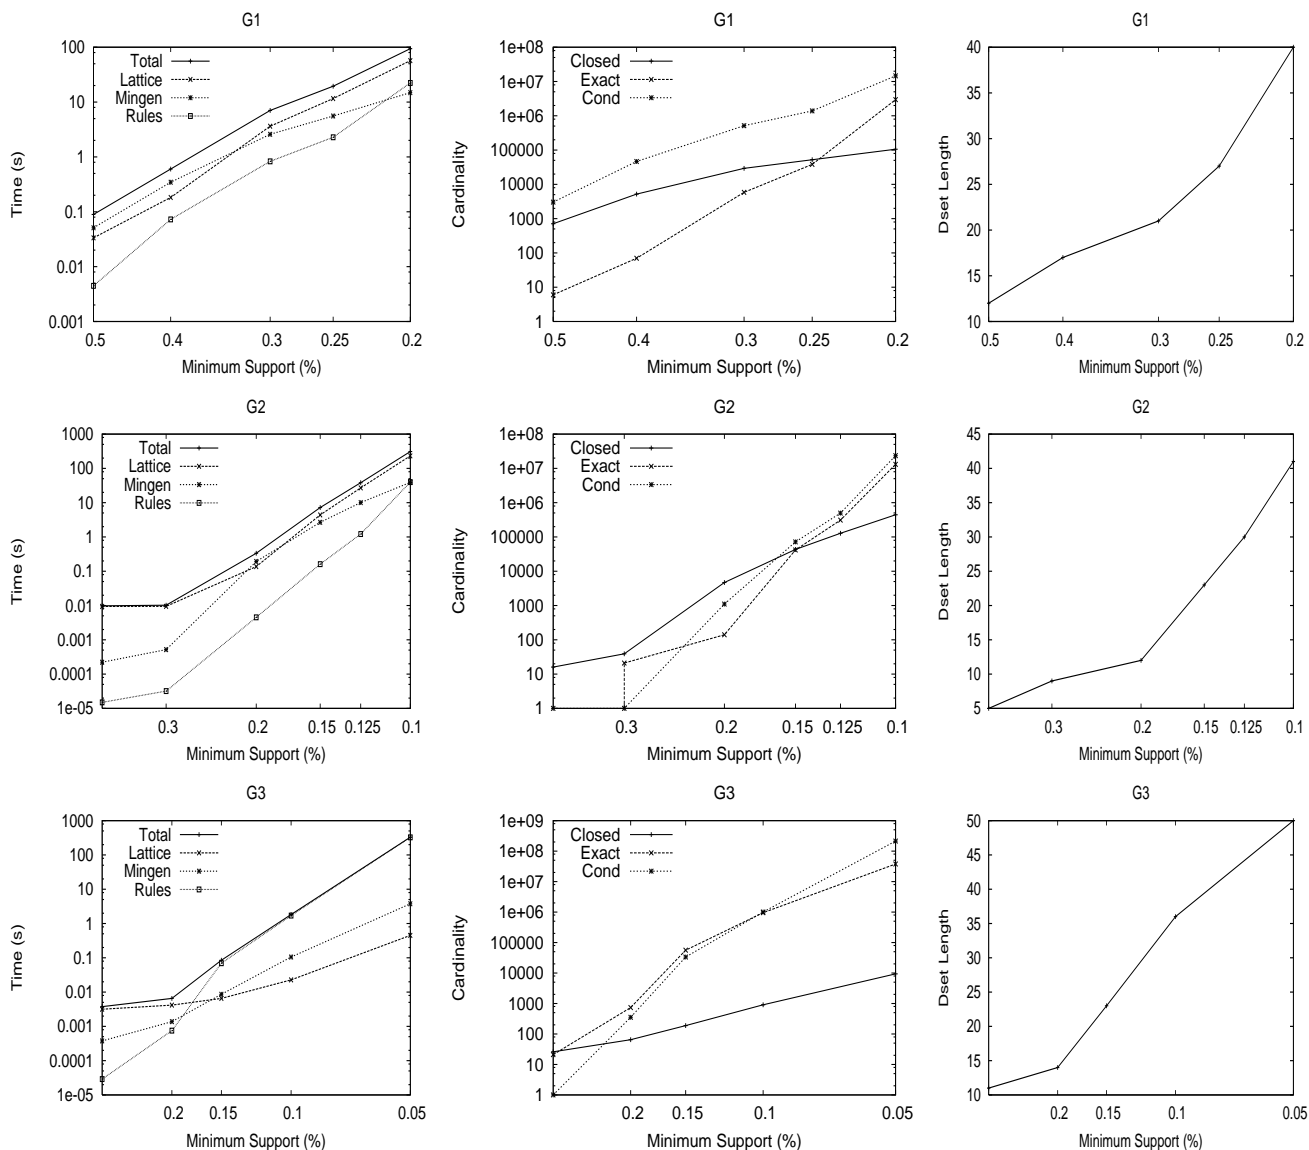 G1
100
10
1
0.1
0.01
0.001
0.5 0.4 0.3 0.25 0.2
Time (s)
Minimum Support (%)
Total
Lattice
Mingen
Rules
G1
1e+08
1e+07
1e+06
100000
10000
1000
100
10
1
0.5 0.4 0.3 0.25 0.2
Cardinality
Minimum Support (%)
Closed
Exact
Cond
G1
40
35
30
25
20
15
10
0.5 0.4 0.3 0.25 0.2
Dset Length
Minimum Support (%)
G2
1000
100
10
1
0.1
0.01
0.001
0.0001
1e-05
0.3 0.2 0.15 0.125 0.1
Time (s)
Minimum Support (%)
Total
Lattice
Mingen
Rules
G2
1e+08
1e+07
1e+06
100000
10000
1000
100
10
1
0.3 0.2 0.15 0.125 0.1
Cardinality
Minimum Support (%)
Closed
Exact
Cond
G2
45
40
35
30
25
20
15
10
5
0.3 0.2 0.15 0.125 0.1
Dset Length
Minimum Support (%)
G3
1000
100
10
1
0.1
0.01
0.001
0.0001
1e-05
0.2 0.15 0.1 0.05
Time (s)
Minimum Support (%)
Total
Lattice
Mingen
Rules
G3
1e+09
1e+08
1e+07
1e+06
100000
10000
1000
100
10
1
0.2 0.15 0.1 0.05
Cardinality
Minimum Support (%)
Closed
Exact
Cond
G3
50
45
40
35
30
25
20
15
10
0.2 0.15 0.1 0.05
Dset Length
Minimum Support (%)